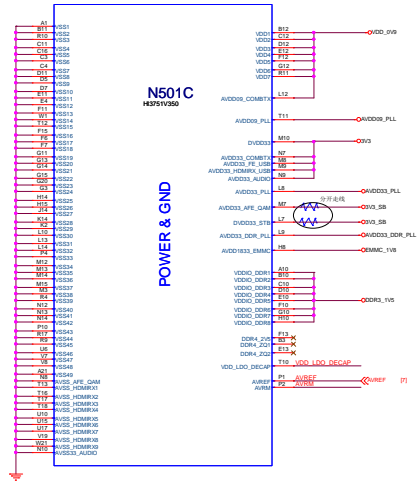 N501C
HI3751V350
POWER & GND
A1 VSS1
B11 VSS2
R10 VSS3
C11 VSS4
C16 VSS5
C3 VSS6
C4 VSS7
D11 VSS8
D5 VSS9
D7 VSS10
E11 VSS11
E4 VSS12
F11 VSS13
W1 VSS14
T12 VSS15
F15 VSS16
F6 VSS17
F7 VSS18
G11 VSS19
G13 VSS20
G14 VSS21
G15 VSS22
G20 VSS23
G3 VSS24
H14 VSS25
H15 VSS26
J14 VSS27
K14 VSS28
K2 VSS29
L10 VSS30
L13 VSS31
L14 VSS32
P4 VSS33
M12 VSS34
M13 VSS35
M14 VSS36
M15 VSS37
M3 VSS38
R4 VSS39
N12 VSS40
N13 VSS41
N14 VSS42
P10 VSS43
R17 VSS44
R9 VSS45
U6 VSS46
V7 VSS47
V8 VSS48
A21 VSS49
N8 AVSS_AFE_QAM
T13 AVSS_HDMIRX1
T16 AVSS_HDMIRX2
T17 AVSS_HDMIRX3
T18 AVSS_HDMIRX4
U10 AVSS_HDMIRX5
U15 AVSS_HDMIRX6
U17 AVSS_HDMIRX7
V19 AVSS_HDMIRX8
W21 AVSS_HDMIRX9
N10 AVSS33_AUDIO
VDD1 B12 VDD_0V9
VDD2 C12
VDD3 D12
VDD4 E12
VDD5 F12
VDD6 G12
VDD7 R11
AVDD09_COMBTX L12
AVDD09_PLL T11 AVDD09_PLL
DVDD33 M10 3V3
AVDD33_COMBTX N7
AVDD33_FE_USB M8
AVDD33_HDMIRX_USB M9
AVDD33_AUDIO N9
AVDD33_PLL L8 AVDD33_PLL
分开走线
AVDD33_AFE_QAM M7 3V3_SB
DVDD33_STB L7 3V3_SB
AVDD33_DDR_PLL L9 AVDD33_DDR_PLL
AVDD1833_EMMC H8 EMMC_1V8
VDDIO_DDR1 A10
VDDIO_DDR2 B10
VDDIO_DDR3 C10
VDDIO_DDR4 D10
VDDIO_DDR5 E10 DDR3_1V5
VDDIO_DDR6 F10
VDDIO_DDR7 G10
VDDIO_DDR8 H10
DDR4_2V5 F13
DDR4_ZQ1 B3
DDR4_ZQ2 E13
VDD_LDO_DECAP T10 VDD_LDO_DECAP
AVREF P1 AVREF AVREF [7]
AVRM P2 AVRM